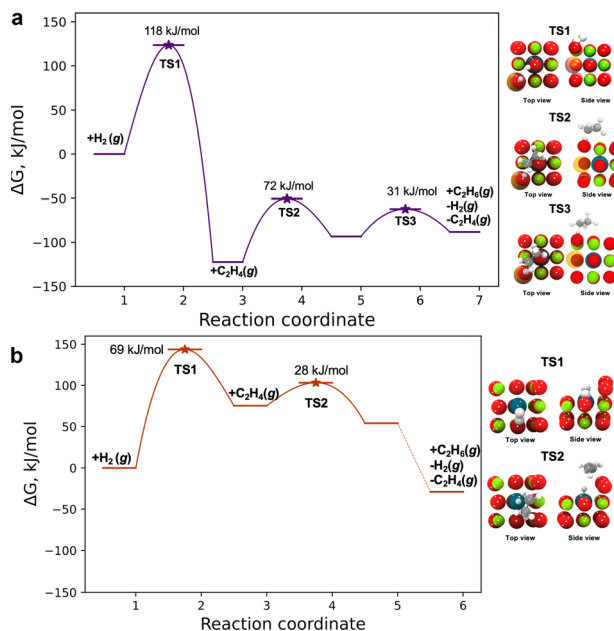 a
118 kJ/mol
TS1
+H₂(g)
72 kJ/mol
TS2
31 kJ/mol
TS3
+C₂H₄(g)
+C₂H₆(g)
-H₂(g)
-C₂H₄(g)
ΔG, kJ/mol
150
100
50
0
−50
−100
−150
1 2 3 4 5 6 7
Reaction coordinate
TS1
Top view Side view
TS2
Top view Side view
TS3
Top view Side view
b
69 kJ/mol
TS1
+H₂(g)
+C₂H₄(g)
28 kJ/mol
TS2
+C₂H₆(g)
-H₂(g)
-C₂H₄(g)
ΔG, kJ/mol
150
100
50
0
−50
−100
−150
1 2 3 4 5 6
Reaction coordinate
TS1
Top view Side view
TS2
Top view Side view